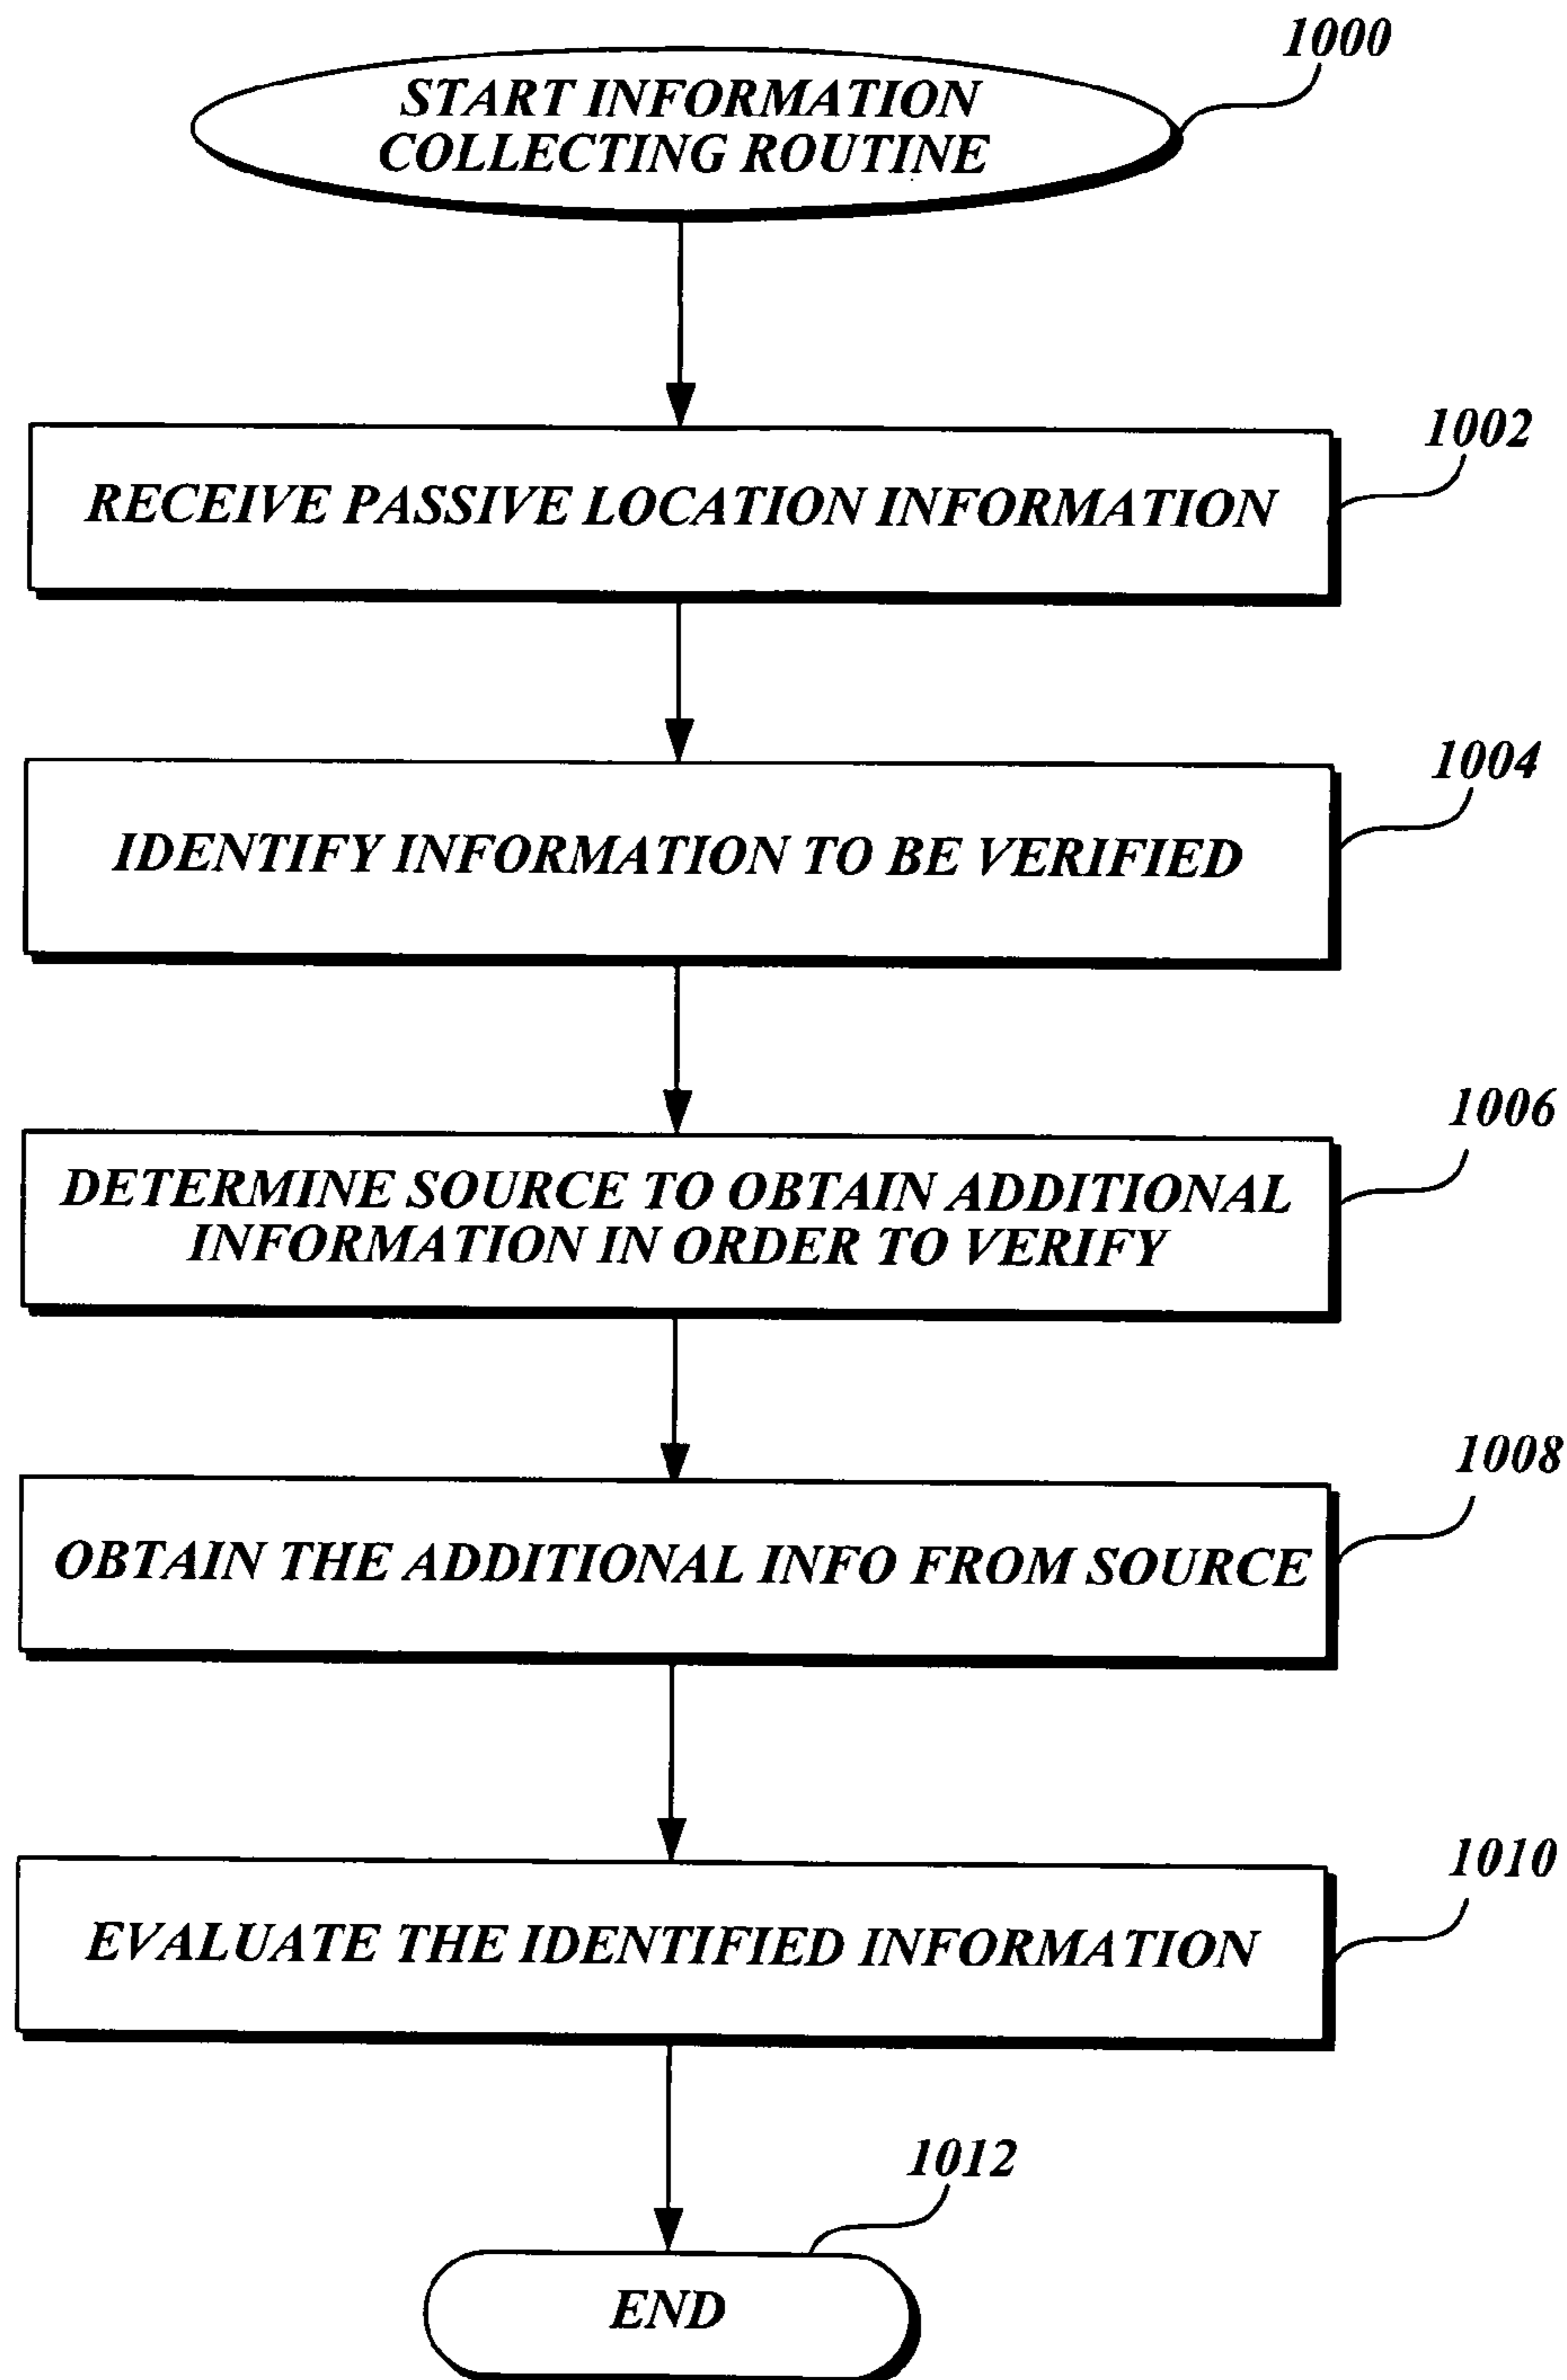 1000
START INFORMATION
COLLECTING ROUTINE
1002
RECEIVE PASSIVE LOCATION INFORMATION
1004
IDENTIFY INFORMATION TO BE VERIFIED
1006
DETERMINE SOURCE TO OBTAIN ADDITIONAL
INFORMATION IN ORDER TO VERIFY
1008
OBTAIN THE ADDITIONAL INFO FROM SOURCE
1010
EVALUATE THE IDENTIFIED INFORMATION
1012
END